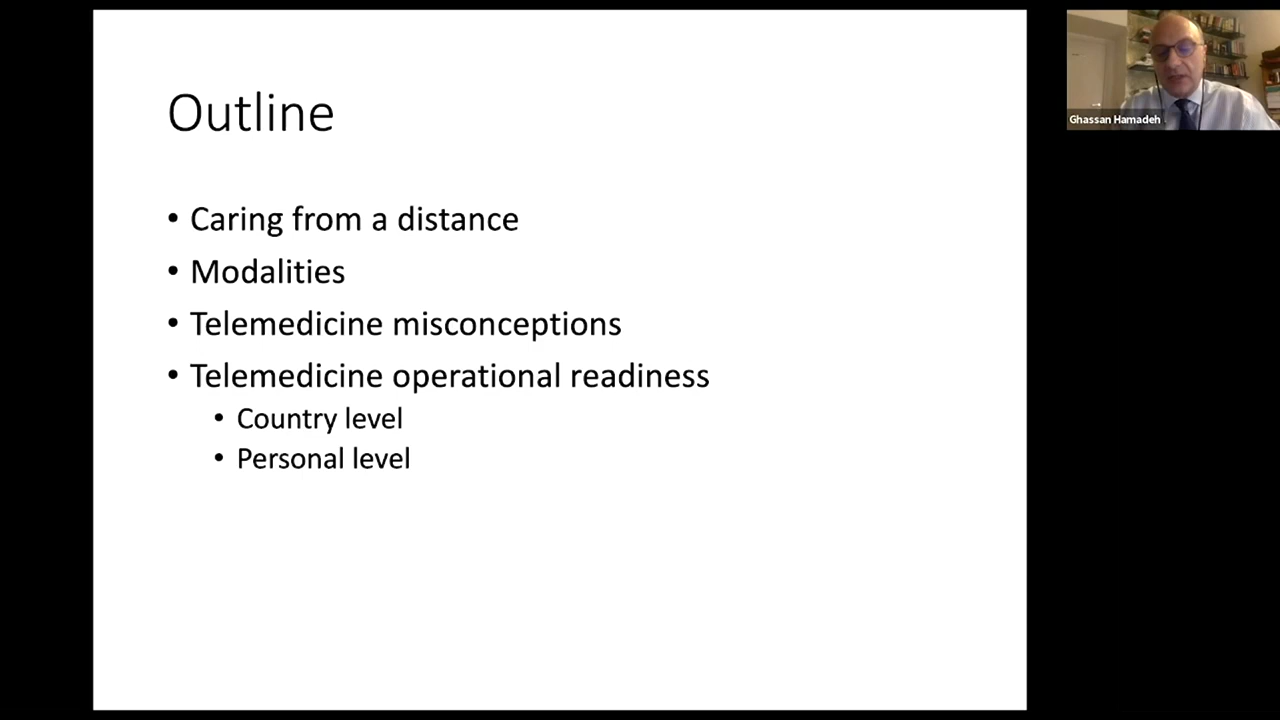 Outline
• Caring from a distance
• Modalities
• Telemedicine misconceptions
• Telemedicine operational readiness
• Country level
• Personal level
Ghassan Hamadeh